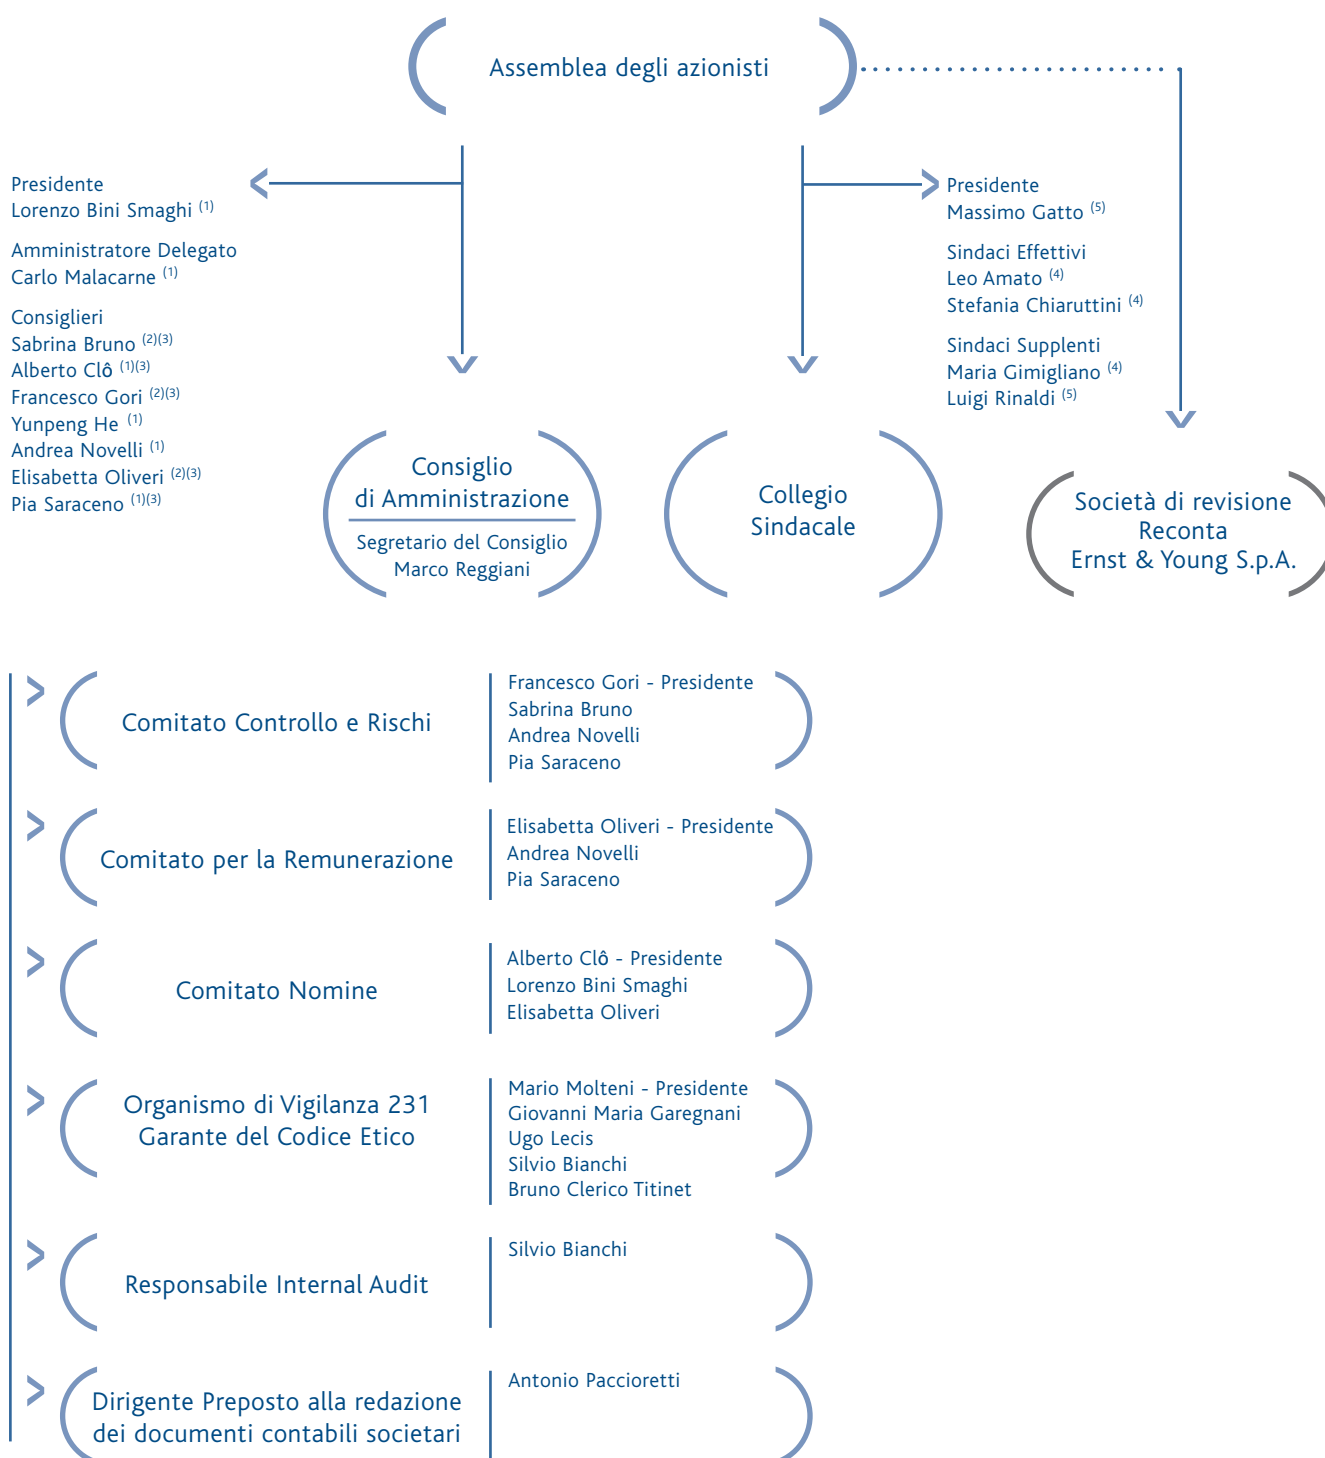 Assemblea degli azionisti
Presidente
Lorenzo Bini Smaghi (1)
Amministratore Delegato
Carlo Malacarne (1)
Consiglieri
Sabrina Bruno (2)(3)
Alberto Clô (1)(3)
Francesco Gori (2)(3)
Yunpeng He (1)
Andrea Novelli (1)
Elisabetta Oliveri (2)(3)
Pia Saraceno (1)(3)
Presidente
Massimo Gatto (5)
Sindaci Effettivi
Leo Amato (4)
Stefania Chiaruttini (4)
Sindaci Supplenti
Maria Gimigliano (4)
Luigi Rinaldi (5)
Consiglio
di Amministrazione
Segretario del Consiglio
Marco Reggiani
Collegio
Sindacale
Società di revisione
Reconta
Ernst & Young S.p.A.
Comitato Controllo e Rischi
Francesco Gori - Presidente
Sabrina Bruno
Andrea Novelli
Pia Saraceno
Comitato per la Remunerazione
Elisabetta Oliveri - Presidente
Andrea Novelli
Pia Saraceno
Comitato Nomine
Alberto Clô - Presidente
Lorenzo Bini Smaghi
Elisabetta Oliveri
Organismo di Vigilanza 231
Garante del Codice Etico
Mario Molteni - Presidente
Giovanni Maria Garegnani
Ugo Lecis
Silvio Bianchi
Bruno Clerico Titinet
Responsabile Internal Audit
Silvio Bianchi
Dirigente Preposto alla redazione
dei documenti contabili societari
Antonio Paccioretti